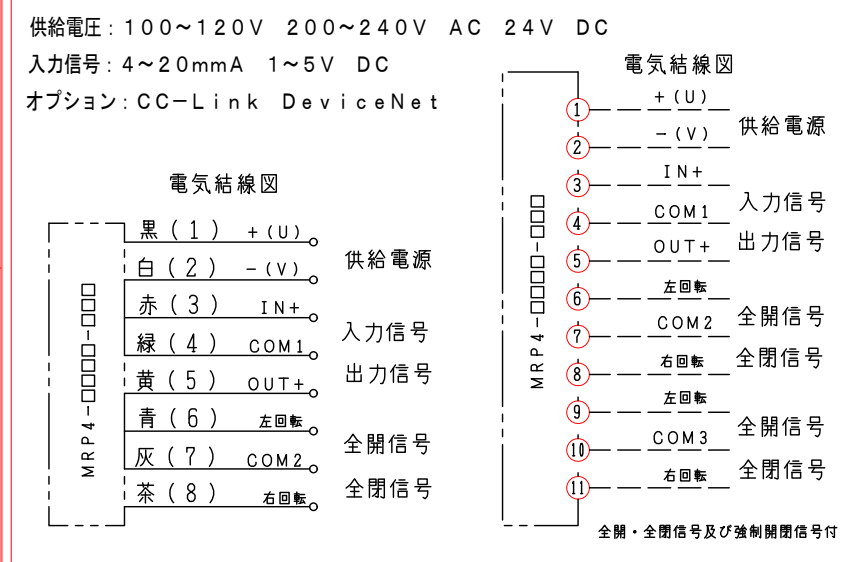 供給電圧：１００〜１２０Ｖ　２００〜２４０Ｖ　ＡＣ　２４Ｖ　ＤＣ
入力信号：４〜２０ｍｍＡ　１〜５Ｖ　ＤＣ
オプション：ＣＣ－Ｌｉｎｋ　ＤｅｖｉｃｅＮｅｔ
電気結線図
MRP4－□□□□－□□－□□
黒(1) +(U)
白(2) −(V)
供給電源
赤(3) IN+
緑(4) COM1
入力信号
黄(5) OUT+
出力信号
青(6) 左回転
灰(7) COM2
全開信号
茶(8) 右回転
全閉信号
電気結線図
MRP4－□□□□－□□□
① +(U)
② −(V)
供給電源
③ IN+
④ COM1
入力信号
⑤ OUT+
出力信号
⑥ 左回転
⑦ COM2
全開信号
⑧ 右回転
全閉信号
⑨ 左回転
⑩ COM3
全開信号
⑪ 右回転
全閉信号
全開・全閉信号及び強制開閉信号付